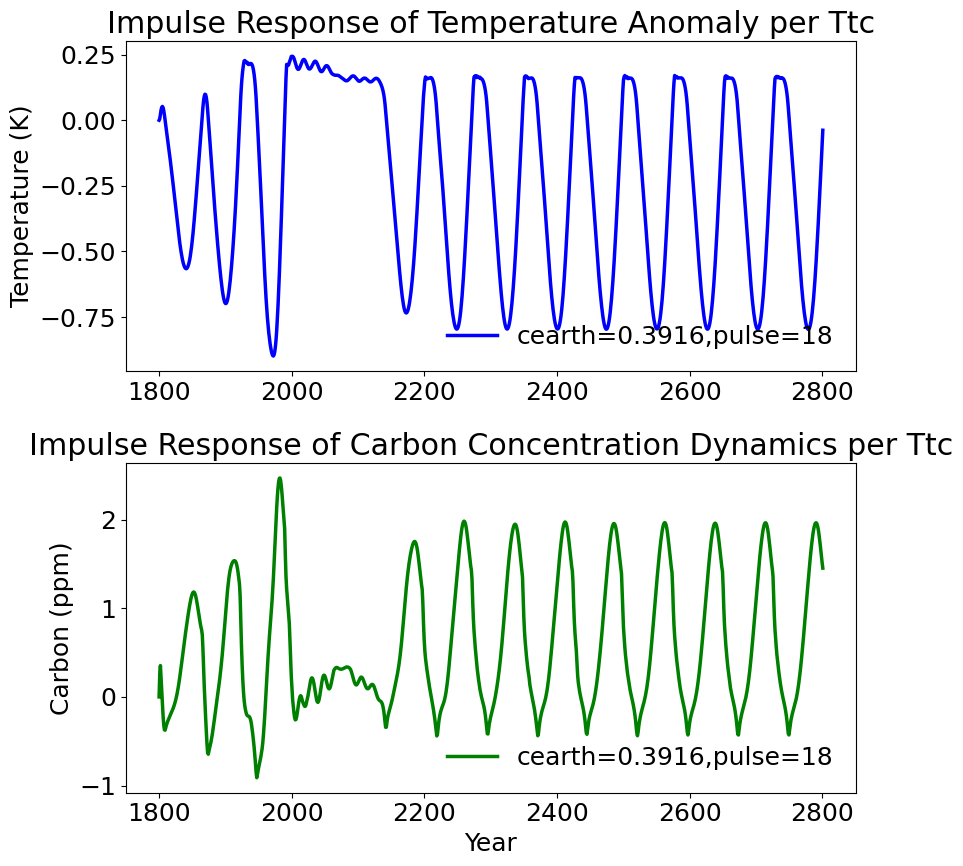 Impulse Response of Temperature Anomaly per Ttc
Temperature (K)
0.25
0.00
−0.25
−0.50
−0.75
cearth=0.3916,pulse=18
1800 2000 2200 2400 2600 2800
Impulse Response of Carbon Concentration Dynamics per Ttc
Carbon (ppm)
2
1
0
−1
cearth=0.3916,pulse=18
1800 2000 2200 2400 2600 2800
Year